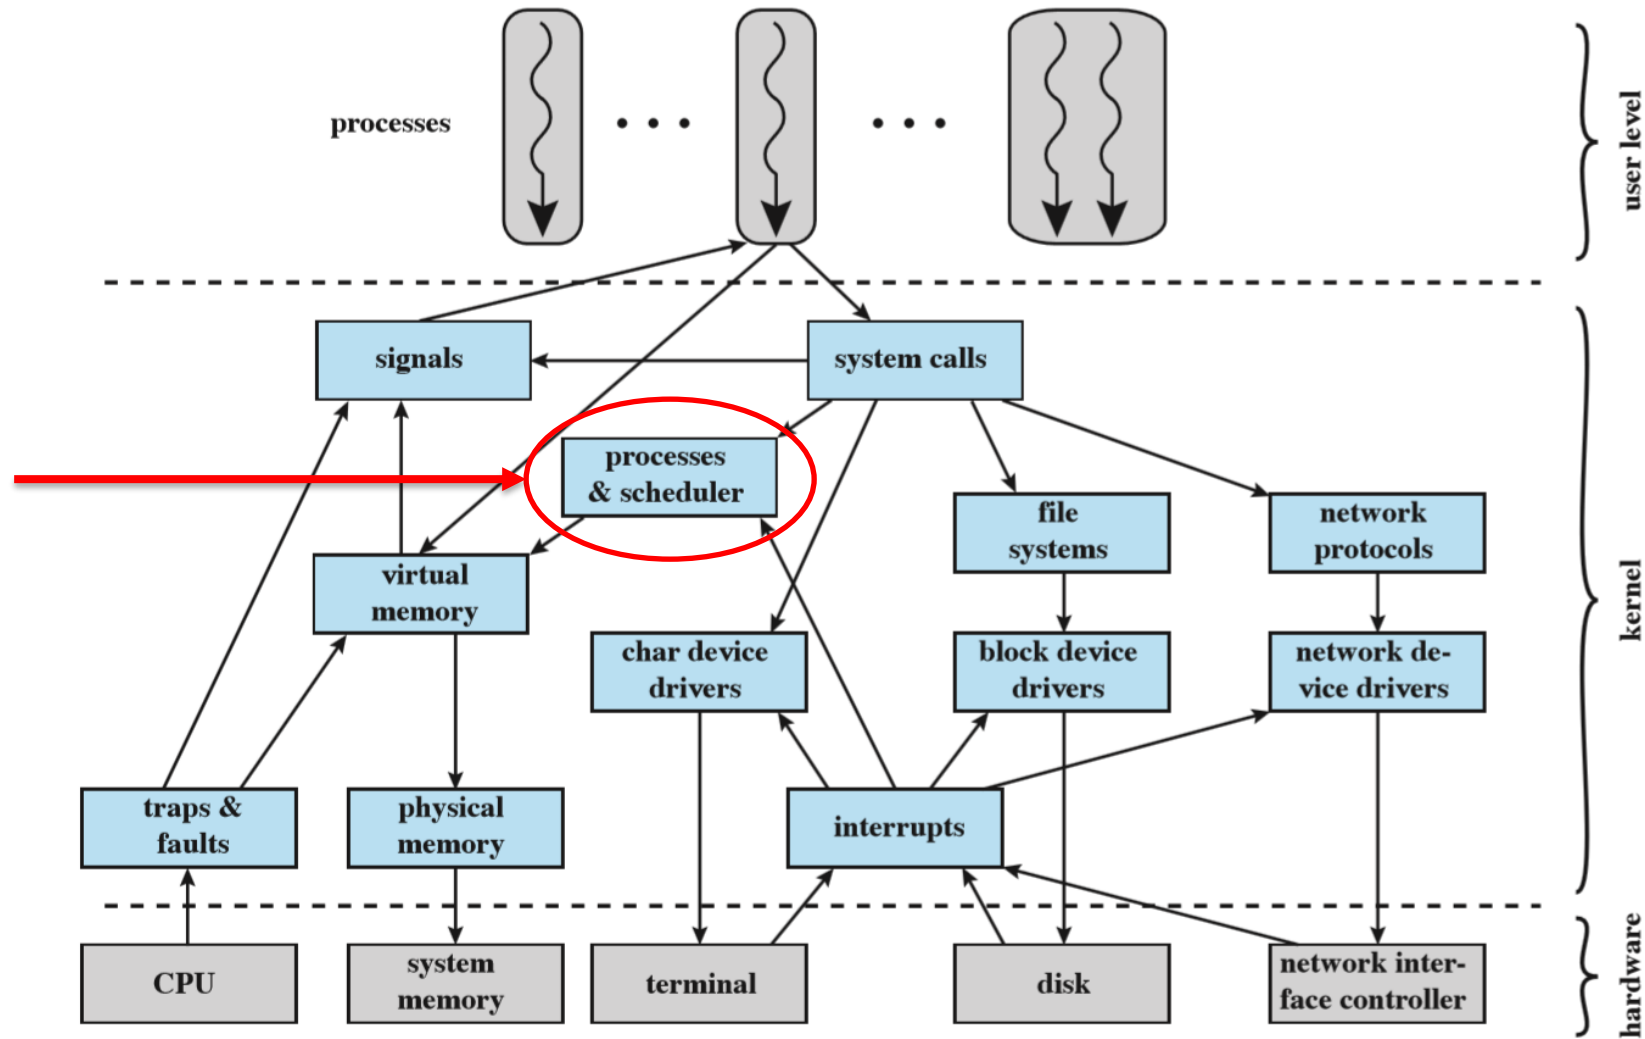 processes
user level
signals
system calls
processes
& scheduler
file
systems
network
protocols
virtual
memory
kernel
char device
drivers
block device
drivers
network de-
vice drivers
traps &
faults
physical
memory
interrupts
CPU
system
memory
terminal
disk
network inter-
face controller
hardware